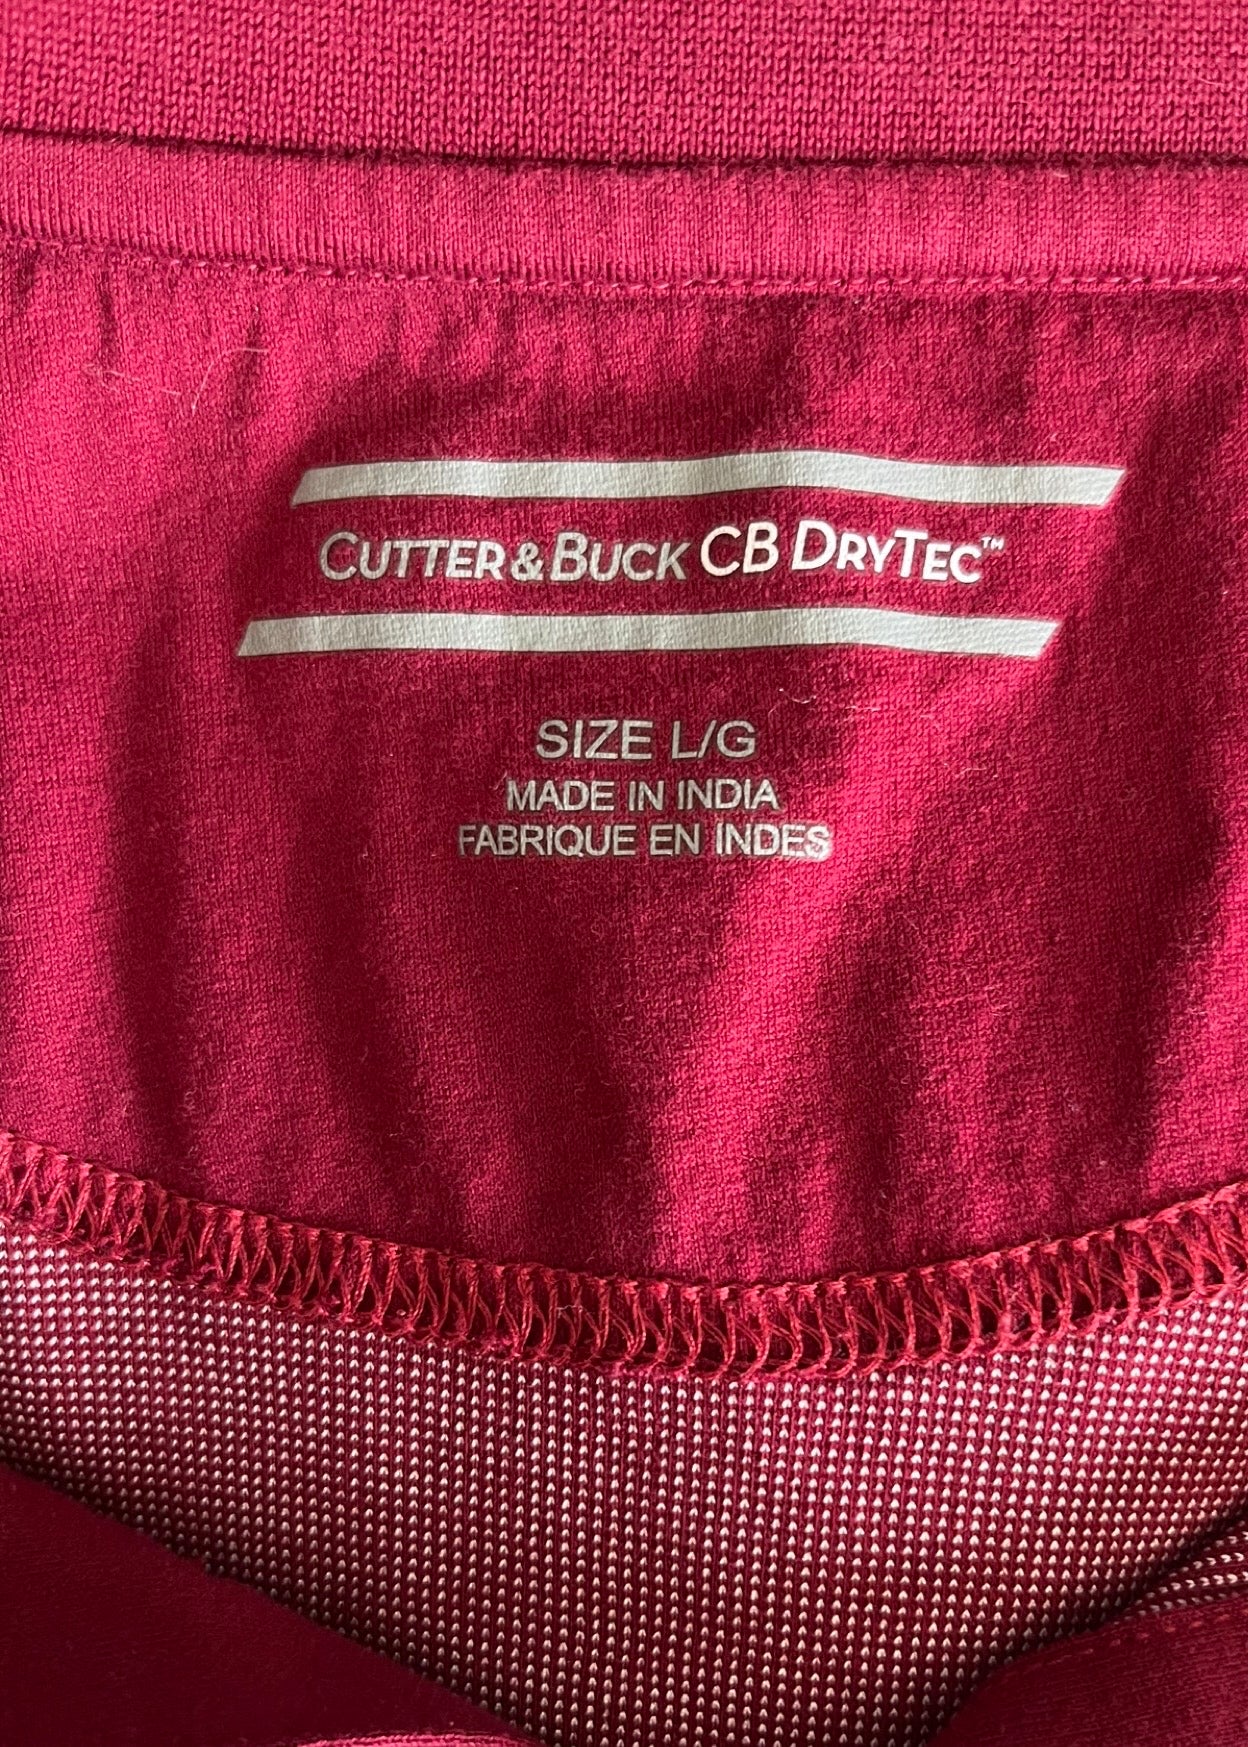 CUTTER & BUCK CB DRYTEC™
SIZE L/G
MADE IN INDIA
FABRIQUE EN INDES